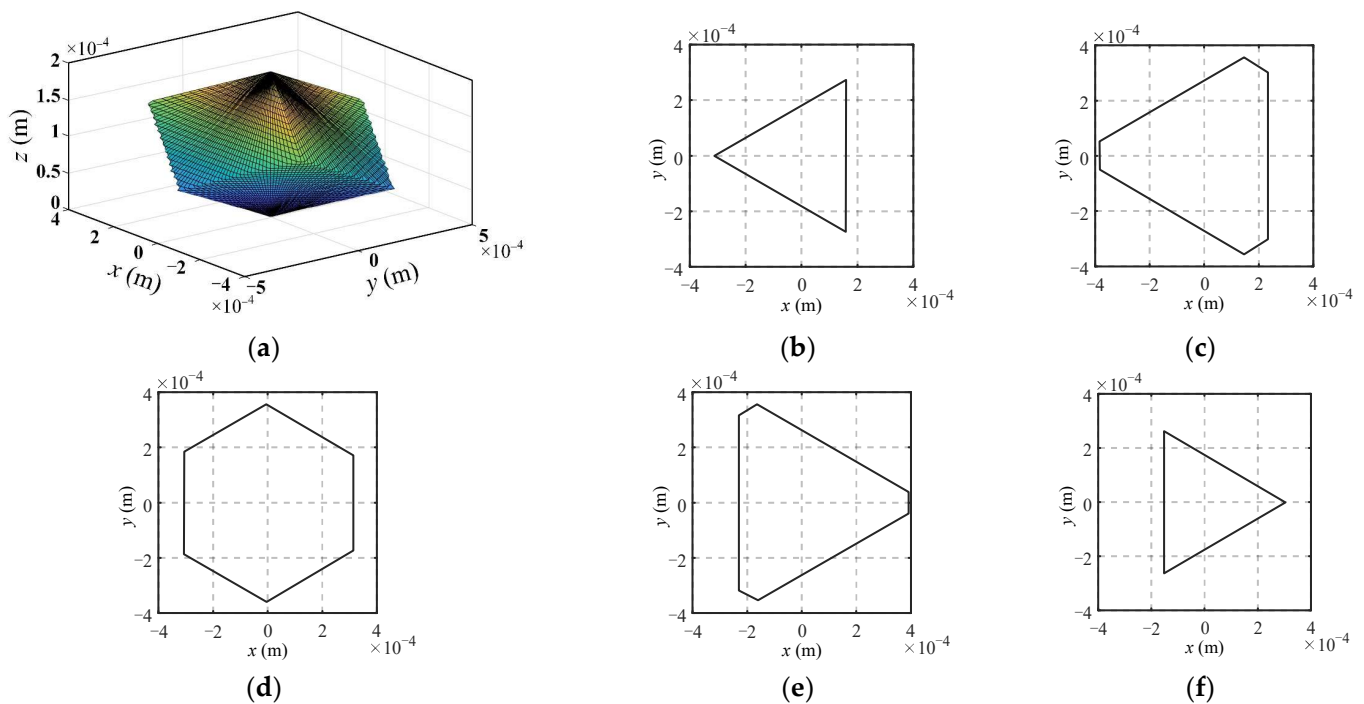 ×10⁻⁴
2
1.5
1
0.5
0
z (m)
4
2
0
−2
−4
x (m)
×10⁻⁴
−5
0
5
y (m)
×10⁻⁴
(a)
×10⁻⁴
4
2
0
−2
−4
y (m)
−4 −2 0 2 4
x (m) ×10⁻⁴
(b)
×10⁻⁴
4
2
0
−2
−4
y (m)
−4 −2 0 2 4
x (m) ×10⁻⁴
(c)
×10⁻⁴
4
2
0
−2
−4
y (m)
−4 −2 0 2 4
x (m) ×10⁻⁴
(d)
×10⁻⁴
4
2
0
−2
−4
y (m)
−4 −2 0 2 4
x (m) ×10⁻⁴
(e)
×10⁻⁴
4
2
0
−2
−4
y (m)
−4 −2 0 2 4
x (m) ×10⁻⁴
(f)